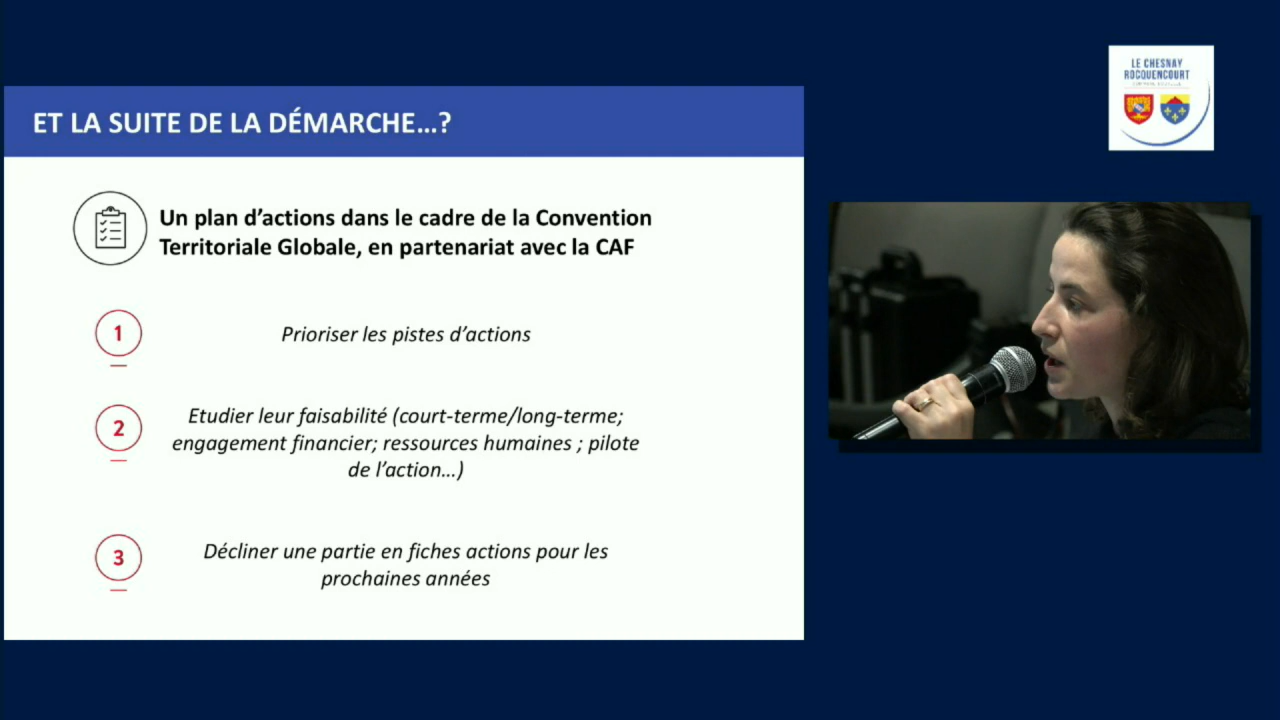 LE CHESNAY
ROCQUENCOURT
ET LA SUITE DE LA DÉMARCHE...?
Un plan d'actions dans le cadre de la Convention
Territoriale Globale, en partenariat avec la CAF
1
Prioriser les pistes d'actions
2
Etudier leur faisabilité (court-terme/long-terme;
engagement financier; ressources humaines ; pilote
de l'action...)
3
Décliner une partie en fiches actions pour les
prochaines années